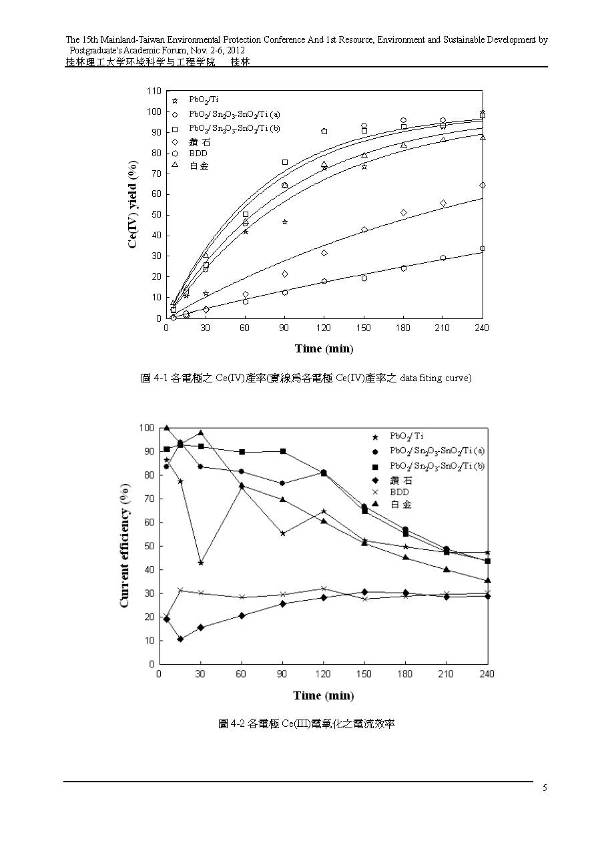 The 15th Mainland-Taiwan Environmental Protection Conference And 1st Resource, Environment and Sustainable Development by
Postgraduate's Academic Forum, Nov. 2-6, 2012
桂林理工大学环境科学与工程学院 桂林
110
100
90
80
70
60
50
40
30
20
10
0
Ce(IV) yield (%)
PbO2/Ti
PbO2/Sn2O3-SnO2/Ti (a)
PbO2/Sn2O3-SnO2/Ti (b)
鑽石
BDD
白金
0 30 60 90 120 150 180 210 240
Time (min)
圖 4-1 各電極之 Ce(IV)產率(實線為各電極 Ce(IV)產率之 data fiting curve)
100
90
80
70
60
50
40
30
20
10
0
Current efficiency (%)
PbO2/Ti
PbO2/Sn2O3-SnO2/Ti (a)
PbO2/Sn2O3-SnO2/Ti (b)
鑽石
BDD
白金
0 30 60 90 120 150 180 210 240
Time (min)
圖 4-2 各電極 Ce(III)電氧化之電流效率
5